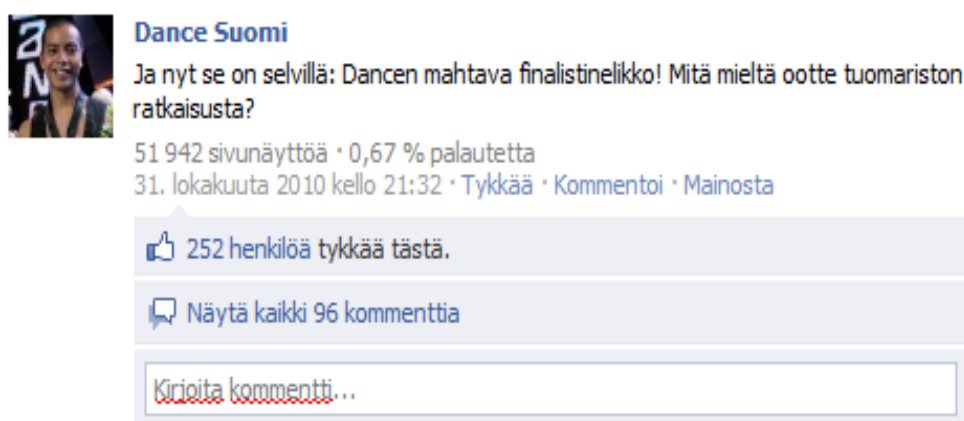 Dance Suomi
Ja nyt se on selvillä: Dancen mahtava finalistinelikko! Mitä mieltä ootte tuomariston
ratkaisusta?
51 942 sivunäyttöä · 0,67 % palautetta
31. lokakuuta 2010 kello 21:32 · Tykkää · Kommentoi · Mainosta
252 henkilöä tykkää tästä.
Näytä kaikki 96 kommenttia
Kirjoita kommentti...